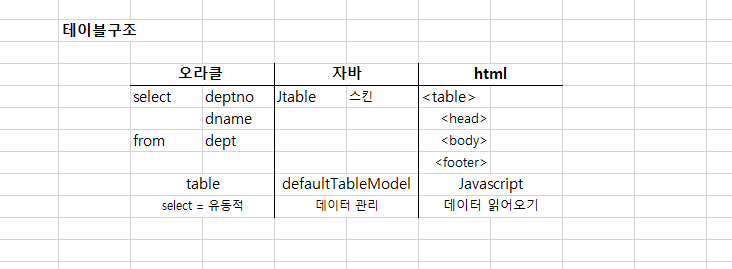 테이블구조
오라클 자바 html
select deptno Jtable 스킨 <table>
dname <head>
from dept <body>
<footer>
table defaultTableModel Javascript
select = 유동적 데이터 관리 데이터 읽어오기